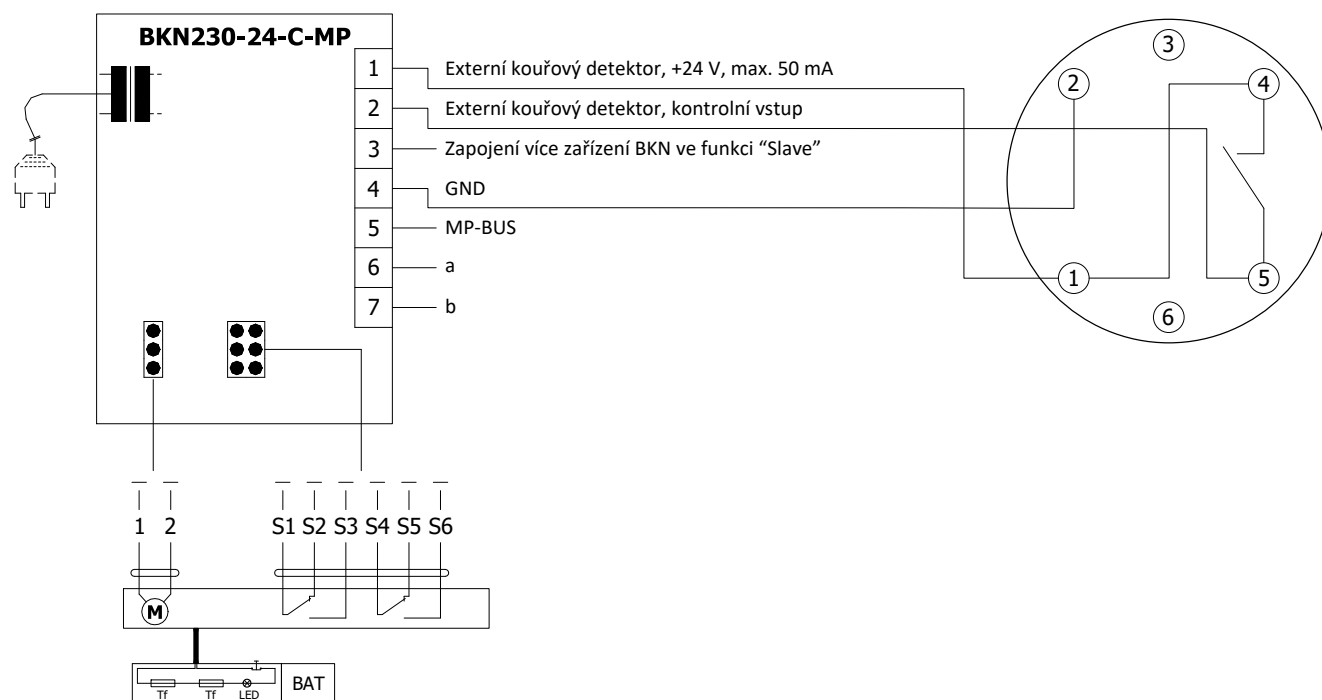 BKN230-24-C-MP
1 Externí kouřový detektor, +24 V, max. 50 mA
2 Externí kouřový detektor, kontrolní vstup
3 Zapojení více zařízení BKN ve funkci “Slave”
4 GND
5 MP-BUS
6 a
7 b
3
2 4
1 5
6
1 2 S1 S2 S3 S4 S5 S6
M
Tf Tf LED BAT